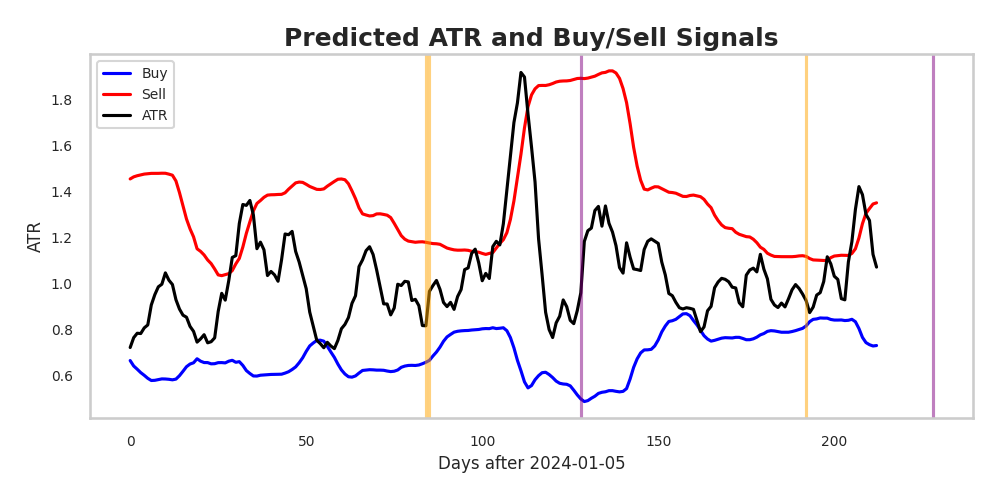 Predicted ATR and Buy/Sell Signals
Buy
Sell
ATR
1.8
1.6
1.4
1.2
1.0
0.8
0.6
ATR
0 50 100 150 200
Days after 2024-01-05